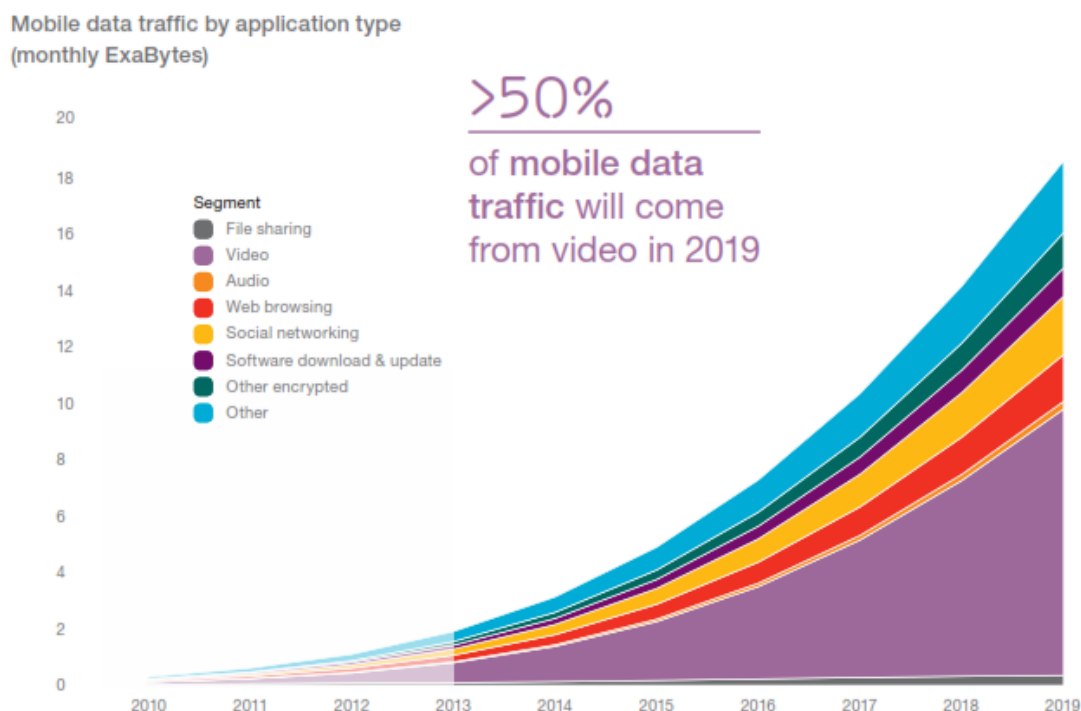 Mobile data traffic by application type
(monthly ExaBytes)
>50%
of mobile data
traffic will come
from video in 2019
20
18
16
14
12
10
8
6
4
2
0
Segment
File sharing
Video
Audio
Web browsing
Social networking
Software download & update
Other encrypted
Other
2010 2011 2012 2013 2014 2015 2016 2017 2018 2019